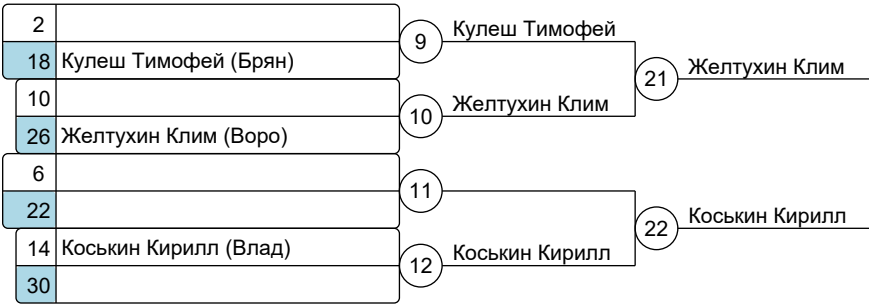 2
18 Кулеш Тимофей (Брян)
10
26 Желтухин Клим (Воро)
6
22
14 Коськин Кирилл (Влад)
30
9 Кулеш Тимофей
10 Желтухин Клим
11
12 Коськин Кирилл
21 Желтухин Клим
22 Коськин Кирилл